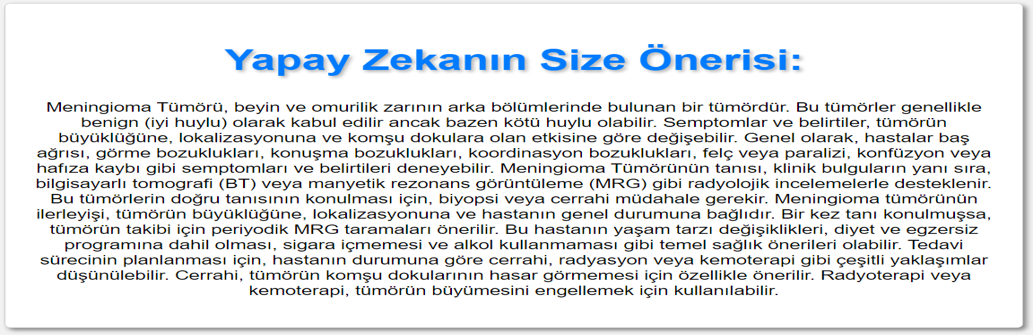 Yapay Zekanın Size Önerisi:
Meningioma Tümörü, beyin ve omurilik zarının arka bölümlerinde bulunan bir tümördür. Bu tümörler genellikle
benign (iyi huylu) olarak kabul edilir ancak bazen kötü huylu olabilir. Semptomlar ve belirtiler, tümörün
büyüklüğüne, lokalizasyonuna ve komşu dokulara olan etkisine göre değişebilir. Genel olarak, hastalar baş
ağrısı, görme bozuklukları, konuşma bozuklukları, koordinasyon bozuklukları, felç veya paralizi, konfüzyon veya
hafıza kaybı gibi semptomları ve belirtileri deneyebilir. Meningioma Tümörünün tanısı, klinik bulguların yanı sıra,
bilgisayarlı tomografi (BT) veya manyetik rezonans görüntüleme (MRG) gibi radyolojik incelemelerle desteklenir.
Bu tümörlerin doğru tanısının konulması için, biyopsi veya cerrahi müdahale gerekir. Meningioma tümörünün
ilerleyişi, tümörün büyüklüğüne, lokalizasyonuna ve hastanın genel durumuna bağlıdır. Bir kez tanı konulmuşsa,
tümörün takibi için periyodik MRG taramaları önerilir. Bu hastanın yaşam tarzı değişiklikleri, diyet ve egzersiz
programına dahil olması, sigara içmemesi ve alkol kullanmaması gibi temel sağlık önerileri olabilir. Tedavi
sürecinin planlanması için, hastanın durumuna göre cerrahi, radyasyon veya kemoterapi gibi çeşitli yaklaşımlar
düşünülebilir. Cerrahi, tümörün komşu dokularının hasar görmemesi için özellikle önerilir. Radyoterapi veya
kemoterapi, tümörün büyümesini engellemek için kullanılabilir.